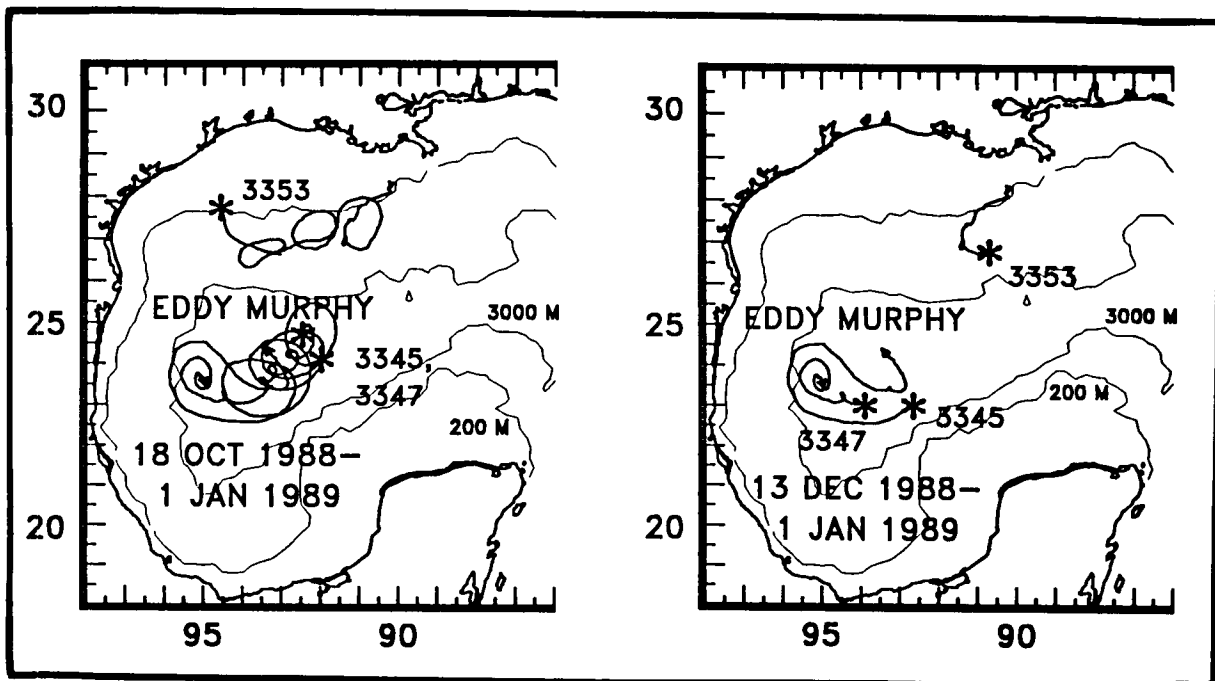 30
3353
EDDY MURPHY
25
3000 M
3345,
3347
200 M
18 OCT 1988–
1 JAN 1989
20
95
90
30
3353
EDDY MURPHY
25
3000 M
200 M
3345
3347
13 DEC 1988–
1 JAN 1989
20
95
90